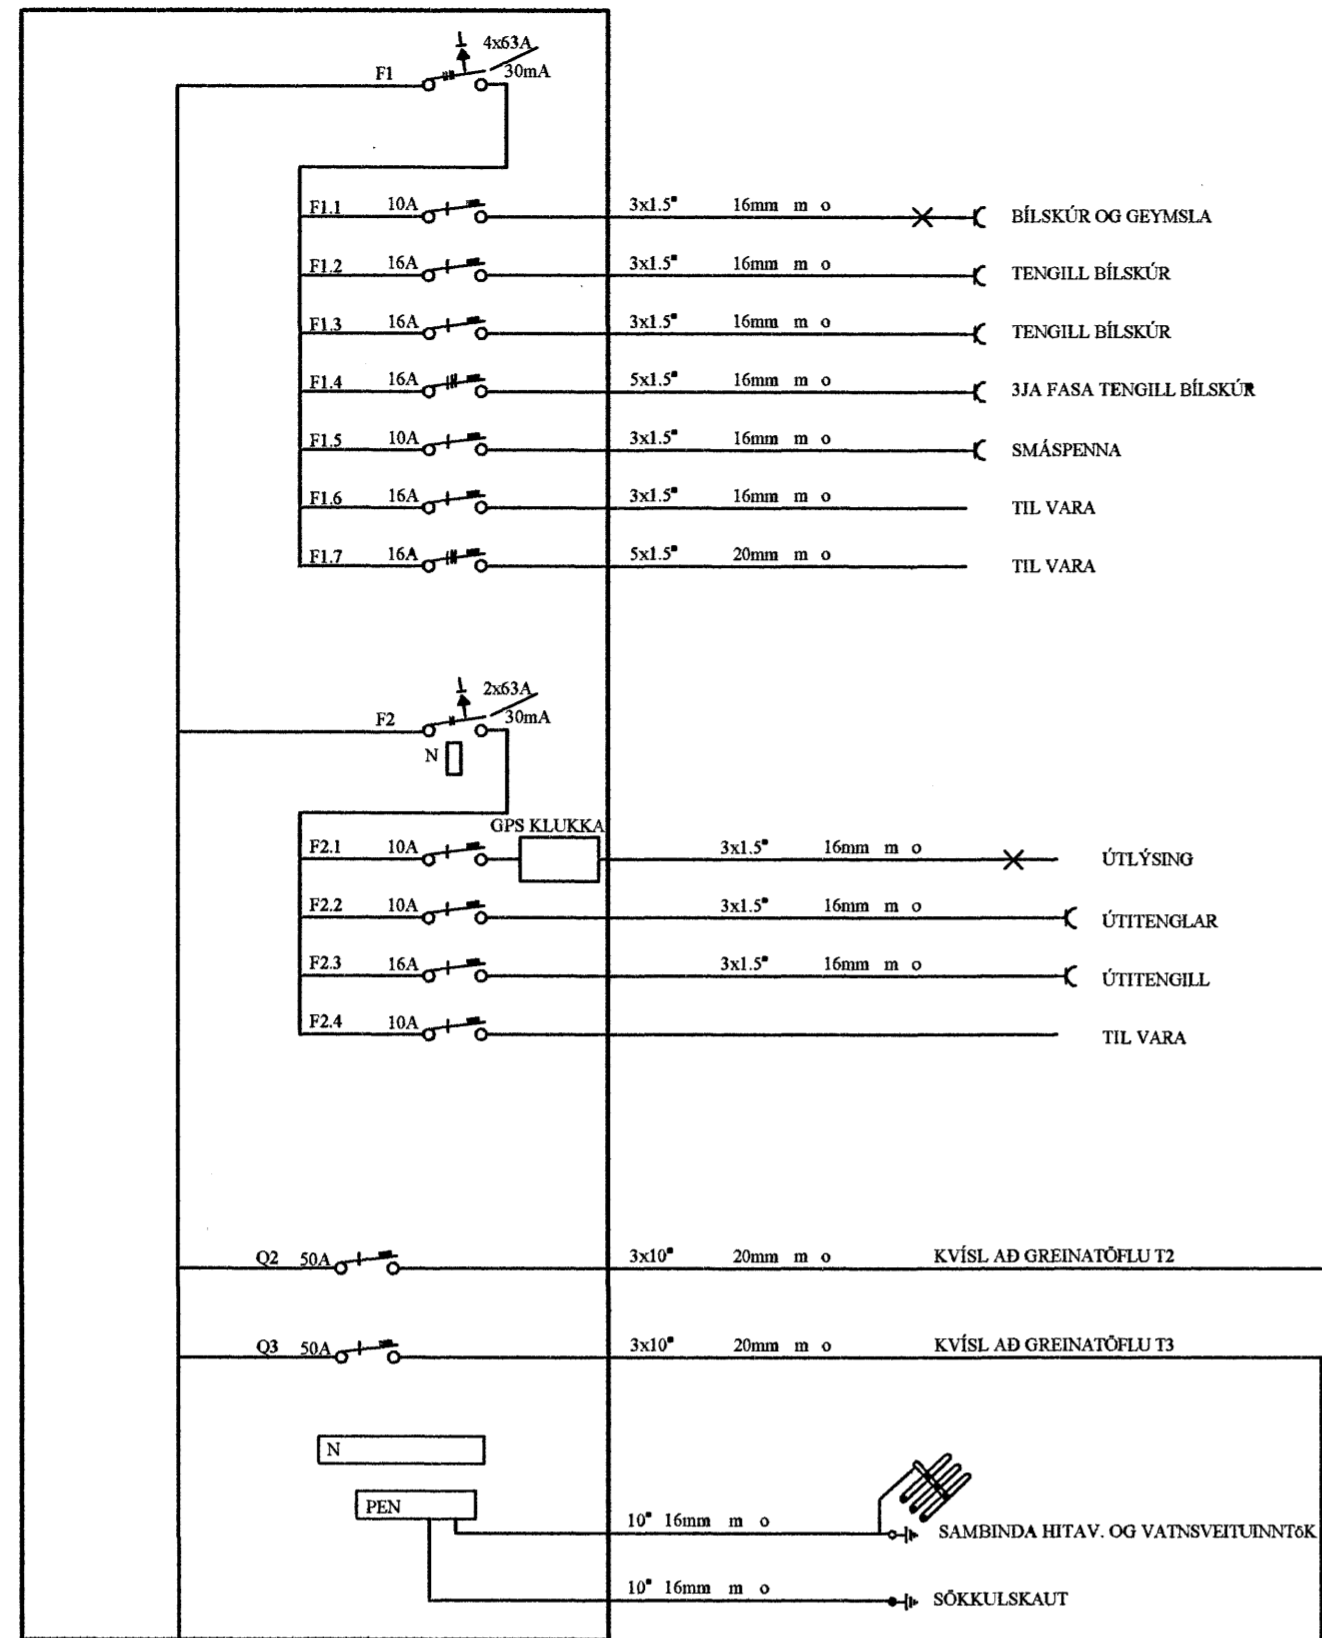 4x63A
F1 30mA
F1.1 10A 3x1.5" 16mm m o BÍLSKÚR OG GEYMSLA
F1.2 16A 3x1.5" 16mm m o TENGILL BÍLSKÚR
F1.3 16A 3x1.5" 16mm m o TENGILL BÍLSKÚR
F1.4 16A 5x1.5" 16mm m o 3JA FASA TENGILL BÍLSKÚR
F1.5 10A 3x1.5" 16mm m o SMÁSPENNA
F1.6 16A 3x1.5" 16mm m o TIL VARA
F1.7 16A 5x1.5" 20mm m o TIL VARA
2x63A
F2 30mA
N
GPS KLUKKA
F2.1 10A 3x1.5" 16mm m o ÚTLÝSING
F2.2 10A 3x1.5" 16mm m o ÚTITENGLAR
F2.3 16A 3x1.5" 16mm m o ÚTITENGILL
F2.4 10A TIL VARA
Q2 50A 3x10" 20mm m o KVÍSL AÐ GREINATÖFLU T2
Q3 50A 3x10" 20mm m o KVÍSL AÐ GREINATÖFLU T3
N
PEN
10" 16mm m o SAMBINDA HITAV. OG VATNSVEITUINNTöK
10" 16mm m o SÖKKULSKAUT